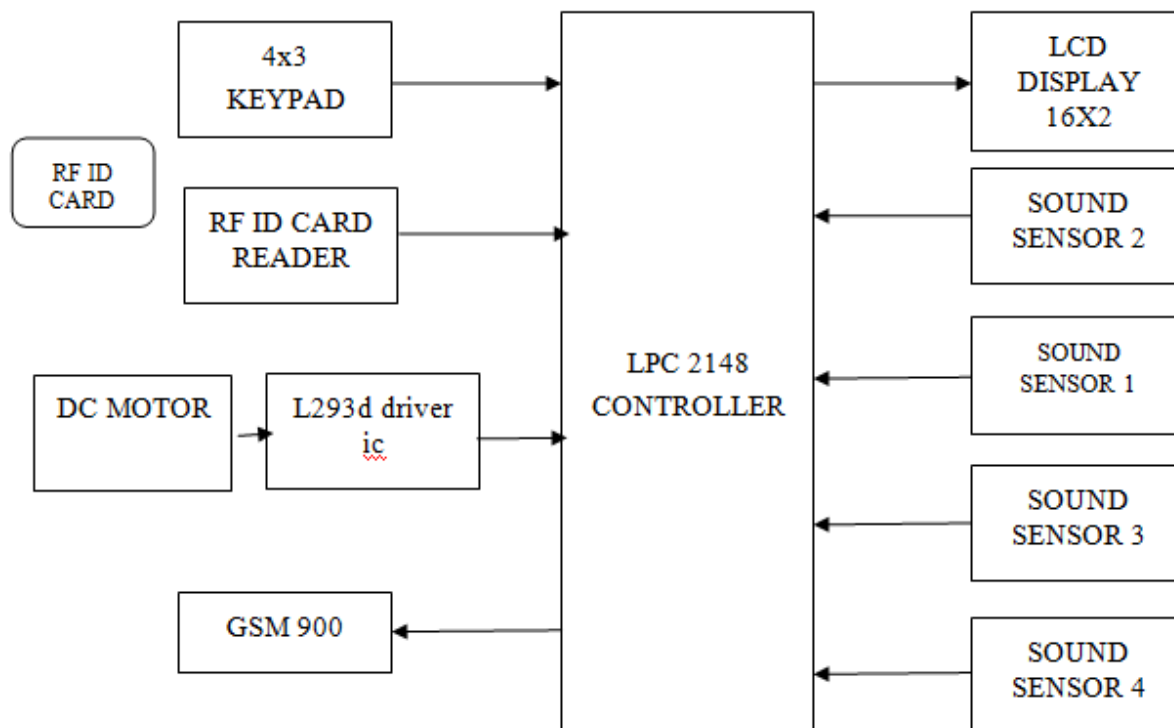 4x3
KEYPAD
RF ID
CARD
RF ID CARD
READER
DC MOTOR
L293d driver
ic
GSM 900
LPC 2148
CONTROLLER
LCD
DISPLAY
16X2
SOUND
SENSOR 2
SOUND
SENSOR 1
SOUND
SENSOR 3
SOUND
SENSOR 4